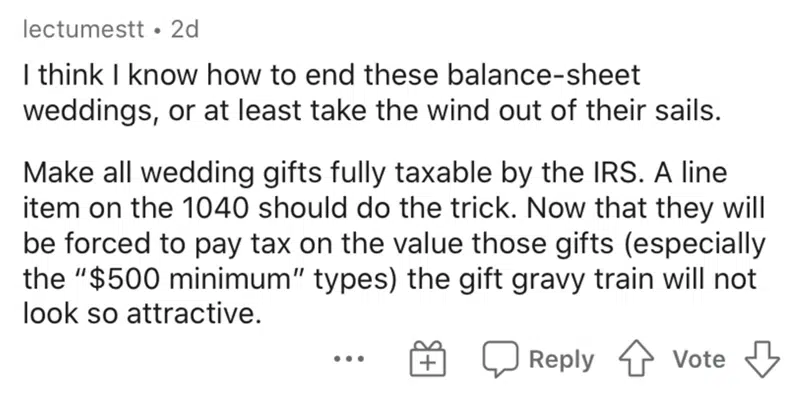 lectumestt • 2d
I think I know how to end these balance-sheet
weddings, or at least take the wind out of their sails.
Make all wedding gifts fully taxable by the IRS. A line
item on the 1040 should do the trick. Now that they will
be forced to pay tax on the value those gifts (especially
the “$500 minimum” types) the gift gravy train will not
look so attractive.
Reply Vote